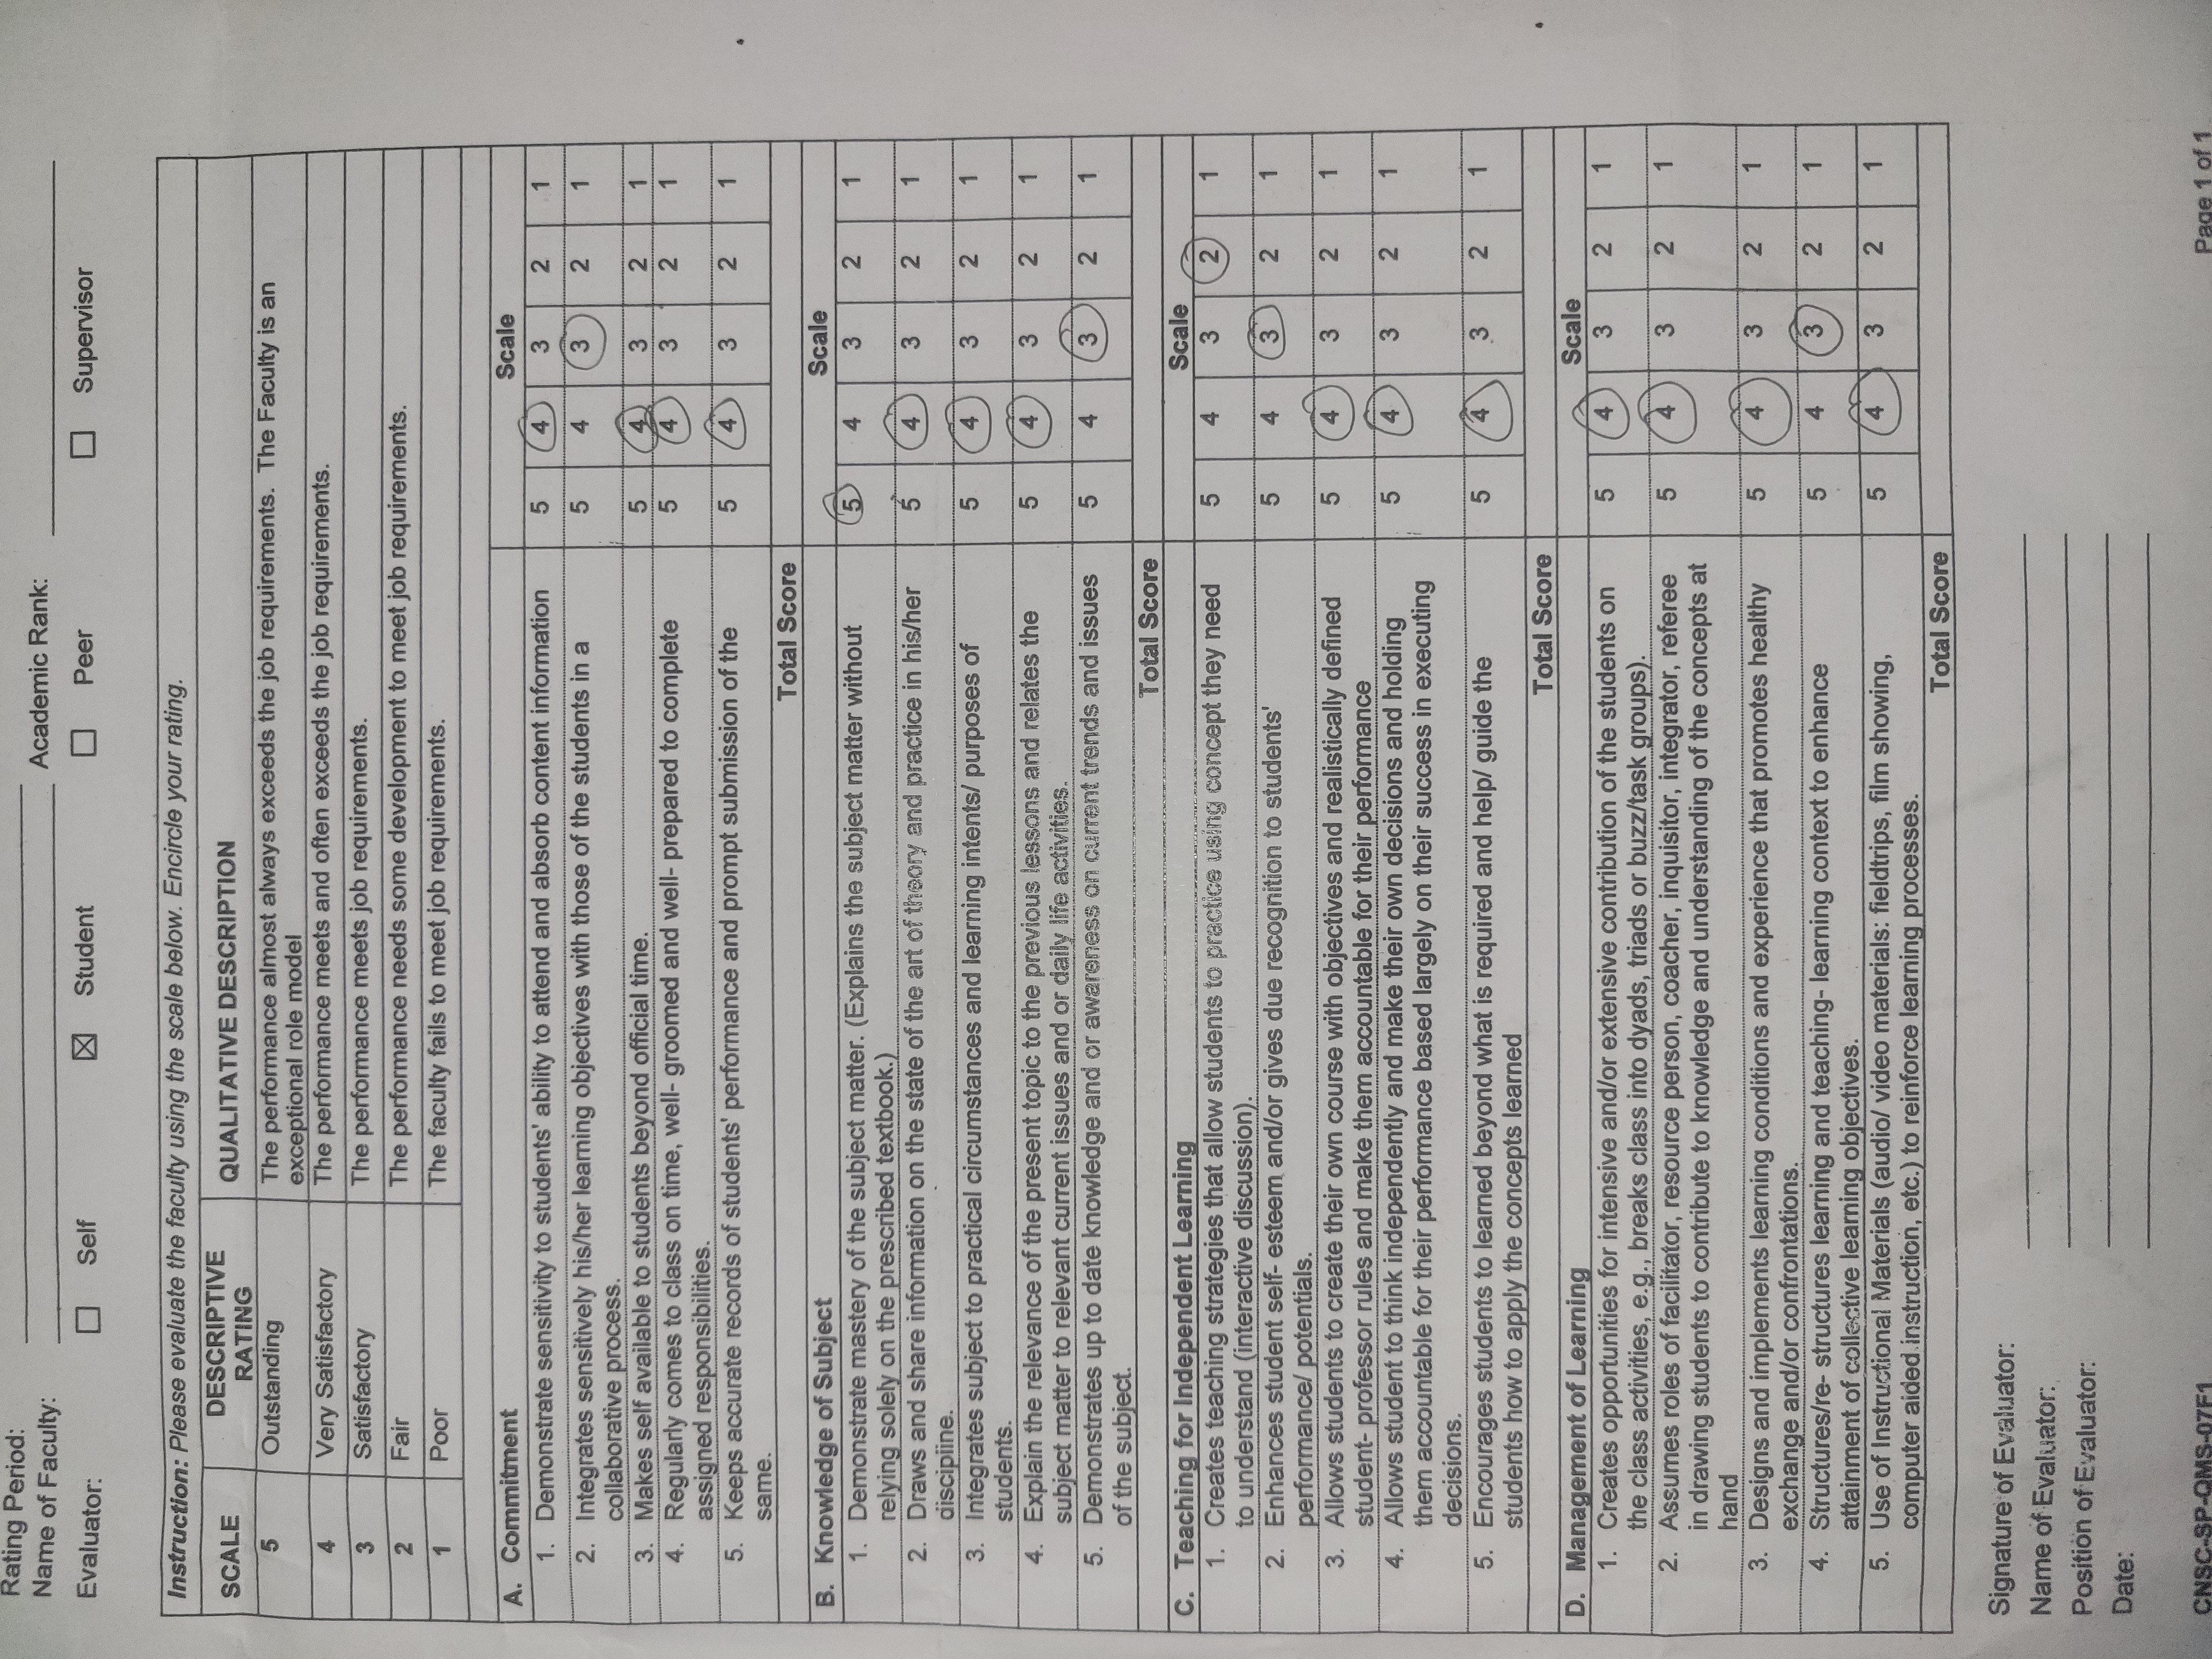 Rating Period:
Name of Faculty: Academic Rank:
Evaluator: Self Student Peer Supervisor
Instruction: Please evaluate the faculty using the scale below. Encircle your rating.
SCALE DESCRIPTIVE RATING QUALITATIVE DESCRIPTION
5 Outstanding The performance almost always exceeds the job requirements. The Faculty is an
exceptional role model
4 Very Satisfactory The performance meets and often exceeds the job requirements.
3 Satisfactory The performance meets job requirements.
2 Fair The performance needs some development to meet job requirements.
1 Poor The faculty fails to meet job requirements.
A. Commitment Scale
1. Demonstrate sensitivity to students' ability to attend and absorb content information 5 4 3 2 1
2. Integrates sensitively his/her learning objectives with those of the students in a 5 4 3 2 1
collaborative process.
3. Makes self available to students beyond official time. 5 4 3 2 1
4. Regularly comes to class on time, well- groomed and well- prepared to complete 5 4 3 2 1
assigned responsibilities.
5. Keeps accurate records of students' performance and prompt submission of the 5 4 3 2 1
same.
Total Score
B. Knowledge of Subject Scale
1. Demonstrate mastery of the subject matter. (Explains the subject matter without 5 4 3 2 1
relying solely on the prescribed textbook.)
2. Draws and share information on the state of the art of theory and practice in his/her 5 4 3 2 1
discipline.
3. Integrates subject to practical circumstances and learning intents/ purposes of 5 4 3 2 1
students.
4. Explain the relevance of the present topic to the previous lessons and relates the 5 4 3 2 1
subject matter to relevant current issues and or daily life activities.
5. Demonstrates up to date knowledge and or awareness on current trends and issues 5 4 3 2 1
of the subject.
Total Score
C. Teaching for Independent Learning Scale
1. Creates teaching strategies that allow students to practice using concept they need 5 4 3 2 1
to understand (interactive discussion).
2. Enhances student self- esteem and/or gives due recognition to students' 5 4 3 2 1
performance/ potentials.
3. Allows students to create their own course with objectives and realistically defined 5 4 3 2 1
student- professor rules and make them accountable for their performance
4. Allows student to think independently and make their own decisions and holding 5 4 3 2 1
them accountable for their performance based largely on their success in executing
decisions.
5. Encourages students to learned beyond what is required and help/ guide the 5 4 3 2 1
students how to apply the concepts learned
Total Score
D. Management of Learning Scale
1. Creates opportunities for intensive and/or extensive contribution of the students on 5 4 3 2 1
the class activities, e.g., breaks class into dyads, triads or buzz/task groups).
2. Assumes roles of facilitator, resource person, coacher, inquisitor, integrator, referee 5 4 3 2 1
in drawing students to contribute to knowledge and understanding of the concepts at
hand
3. Designs and implements learning conditions and experience that promotes healthy 5 4 3 2 1
exchange and/or confrontations.
4. Structures/re- structures learning and teaching- learning context to enhance 5 4 3 2 1
attainment of collective learning objectives.
5. Use of Instructional Materials (audio/ video materials: fieldtrips, film showing, 5 4 3 2 1
computer aided instruction, etc.) to reinforce learning processes.
Total Score
Signature of Evaluator:
Name of Evaluator:
Position of Evaluator:
Date:
CNSC-SP-QMS-07F1 Page 1 of 1